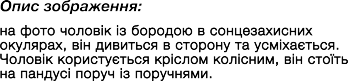 Опис зображення:
на фото чоловік із бородою в сонцезахисних
окулярах, він дивиться в сторону та усміхається.
Чоловік користується кріслом колісним, він стоїть
на пандусі поруч із поручнями.